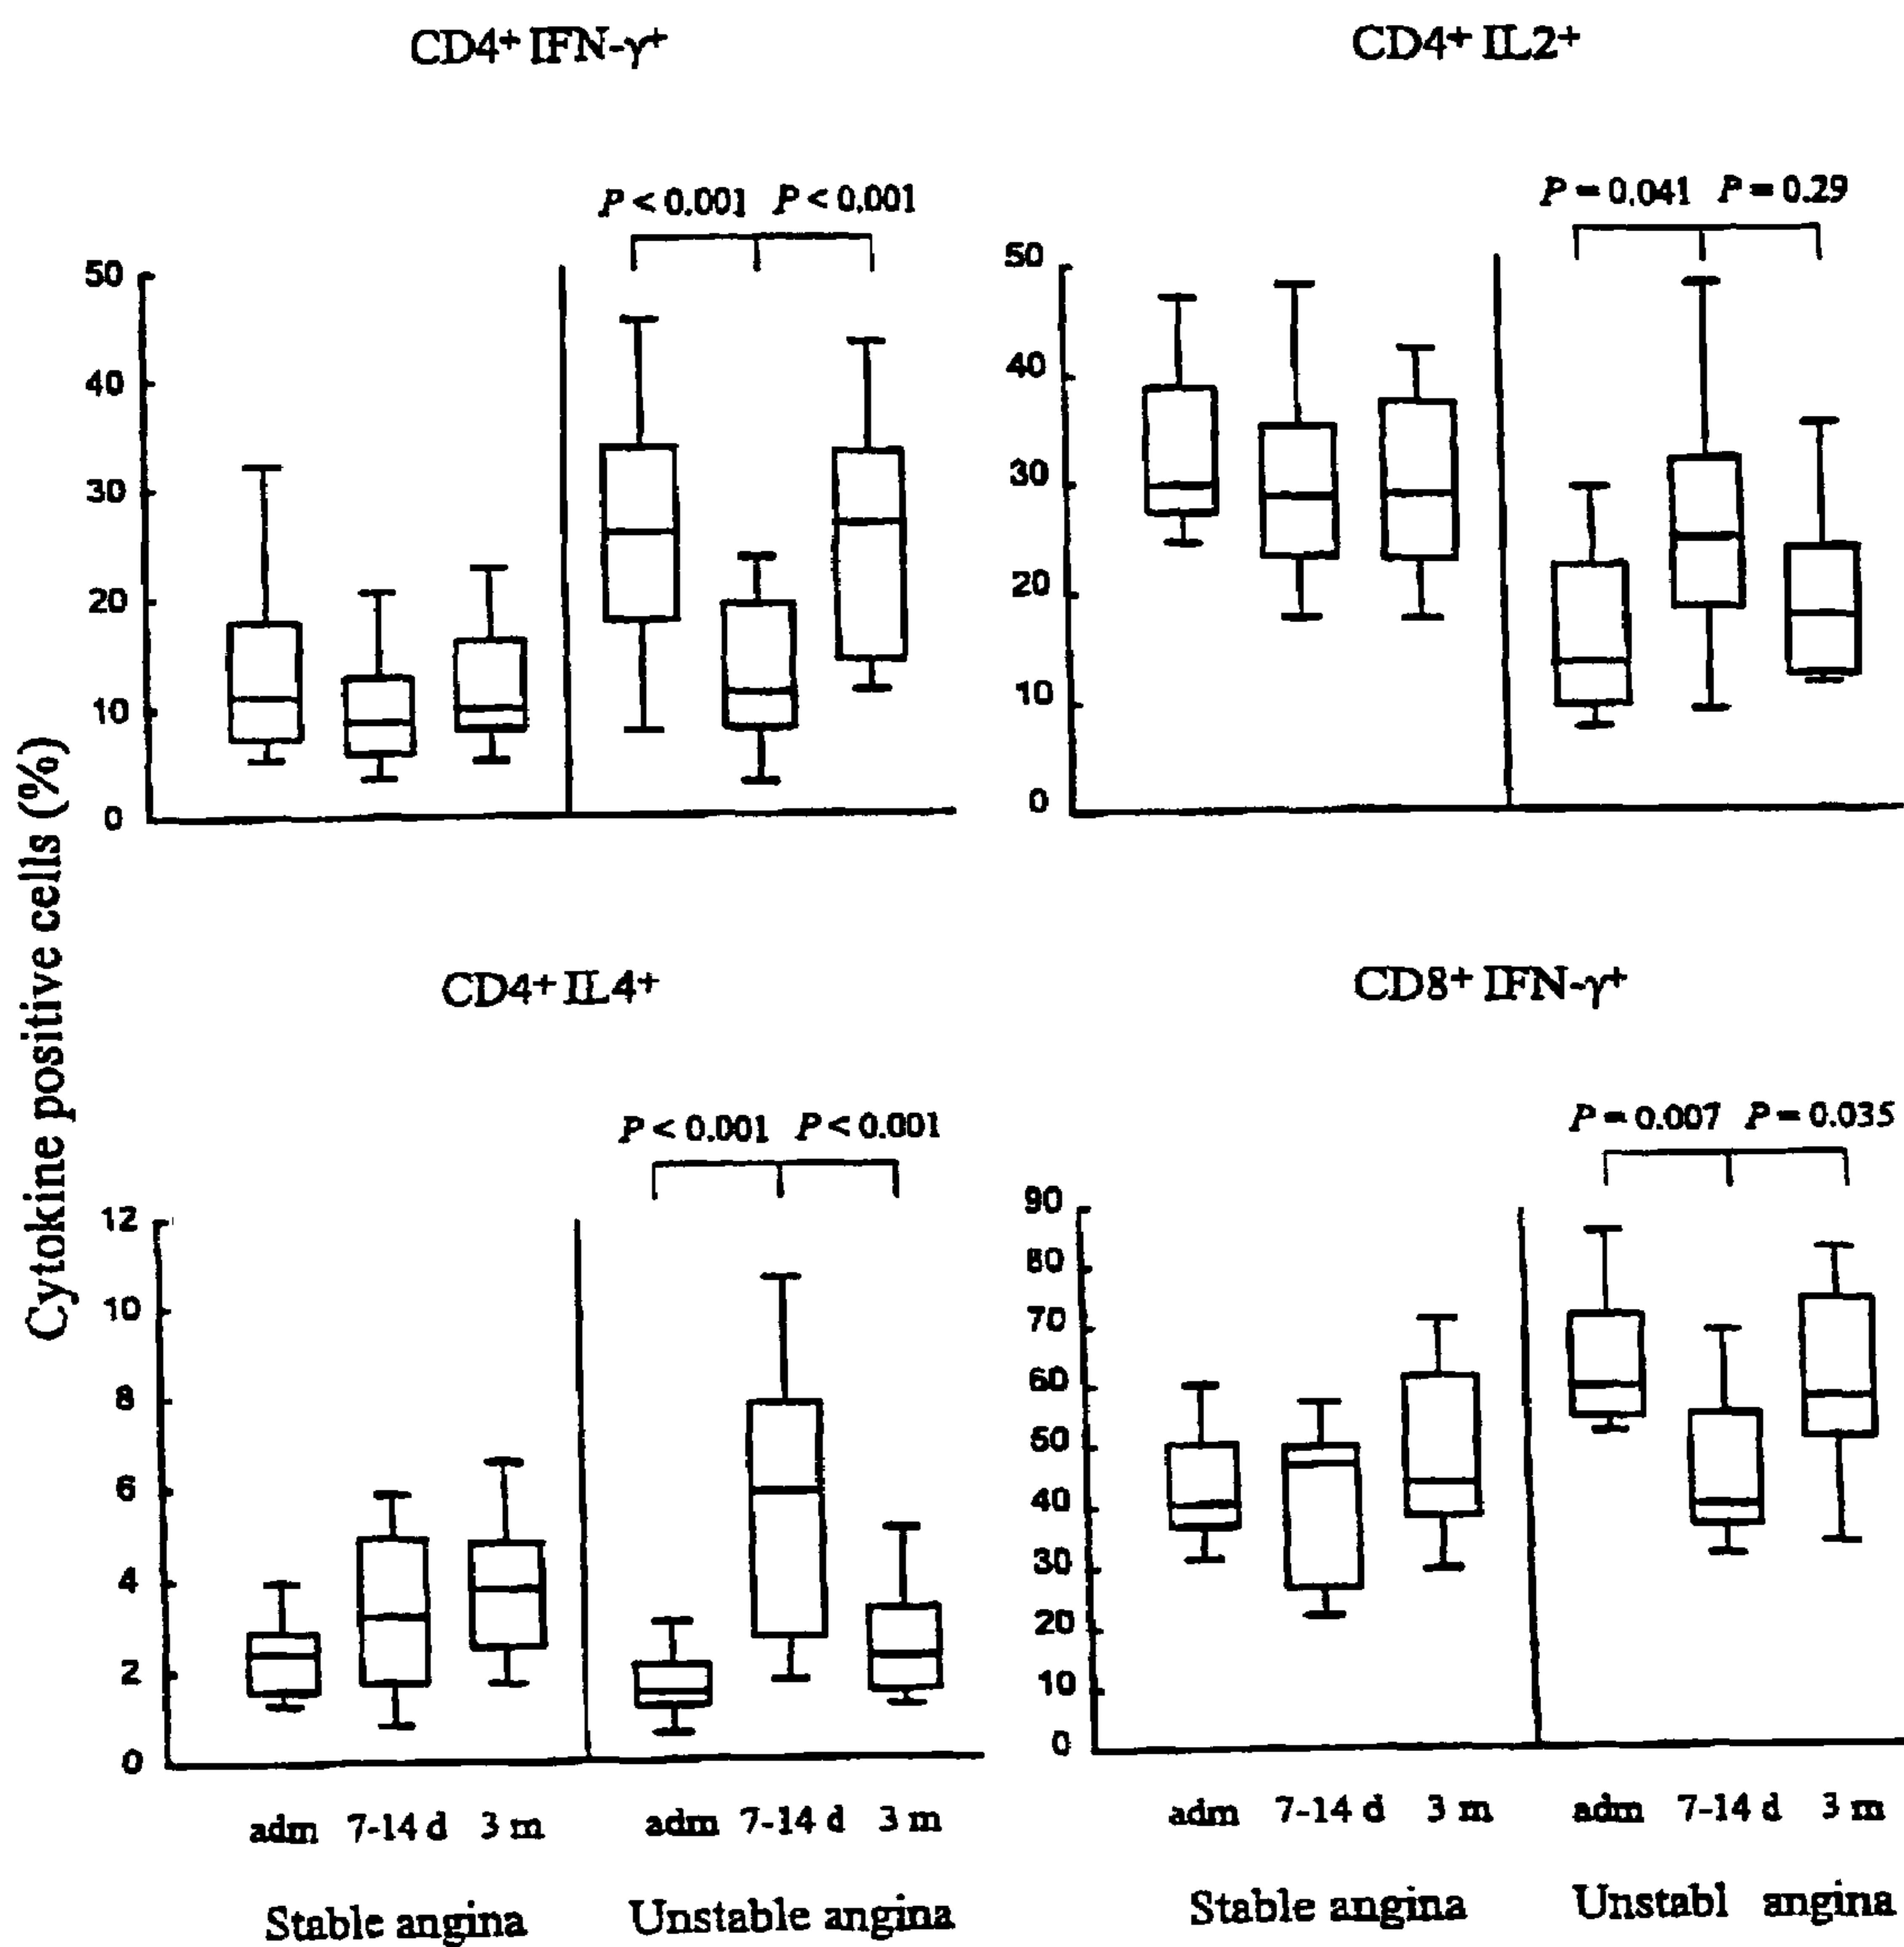 CD4+ IFN-γ+
CD4+ IL2+
P < 0.001 P < 0.001
P = 0.041 P = 0.29
50
40
30
20
10
0
50
40
30
20
10
0
Cytokine positive cells (%)
CD4+ IL4+
CD8+ IFN-γ+
P < 0.001 P < 0.001
P = 0.007 P = 0.035
12
10
8
6
4
2
0
90
80
70
60
50
40
30
20
10
0
adm 7-14 d 3 m adm 7-14 d 3 m
adm 7-14 d 3 m adm 7-14 d 3 m
Stable angina Unstable angina
Stable angina Unstabl angina